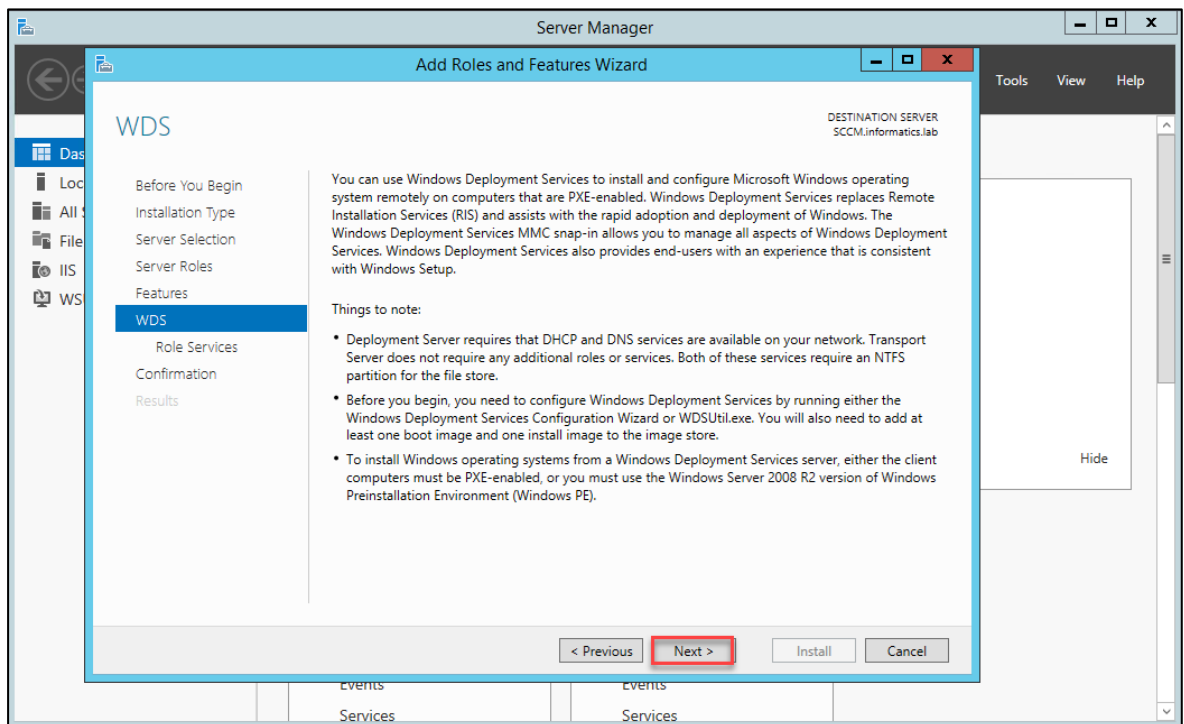 Server Manager
Add Roles and Features Wizard
Tools View Help
WDS
DESTINATION SERVER
SCCM.informatics.lab
Das
Loc
All S
File
IIS
WSU
Before You Begin
Installation Type
Server Selection
Server Roles
Features
WDS
Role Services
Confirmation
Results
You can use Windows Deployment Services to install and configure Microsoft Windows operating
system remotely on computers that are PXE-enabled. Windows Deployment Services replaces Remote
Installation Services (RIS) and assists with the rapid adoption and deployment of Windows. The
Windows Deployment Services MMC snap-in allows you to manage all aspects of Windows Deployment
Services. Windows Deployment Services also provides end-users with an experience that is consistent
with Windows Setup.
Things to note:
• Deployment Server requires that DHCP and DNS services are available on your network. Transport
Server does not require any additional roles or services. Both of these services require an NTFS
partition for the file store.
• Before you begin, you need to configure Windows Deployment Services by running either the
Windows Deployment Services Configuration Wizard or WDSUtil.exe. You will also need to add at
least one boot image and one install image to the image store.
• To install Windows operating systems from a Windows Deployment Services server, either the client
computers must be PXE-enabled, or you must use the Windows Server 2008 R2 version of Windows
Preinstallation Environment (Windows PE).
Hide
< Previous Next > Install Cancel
Events Events
Services Services